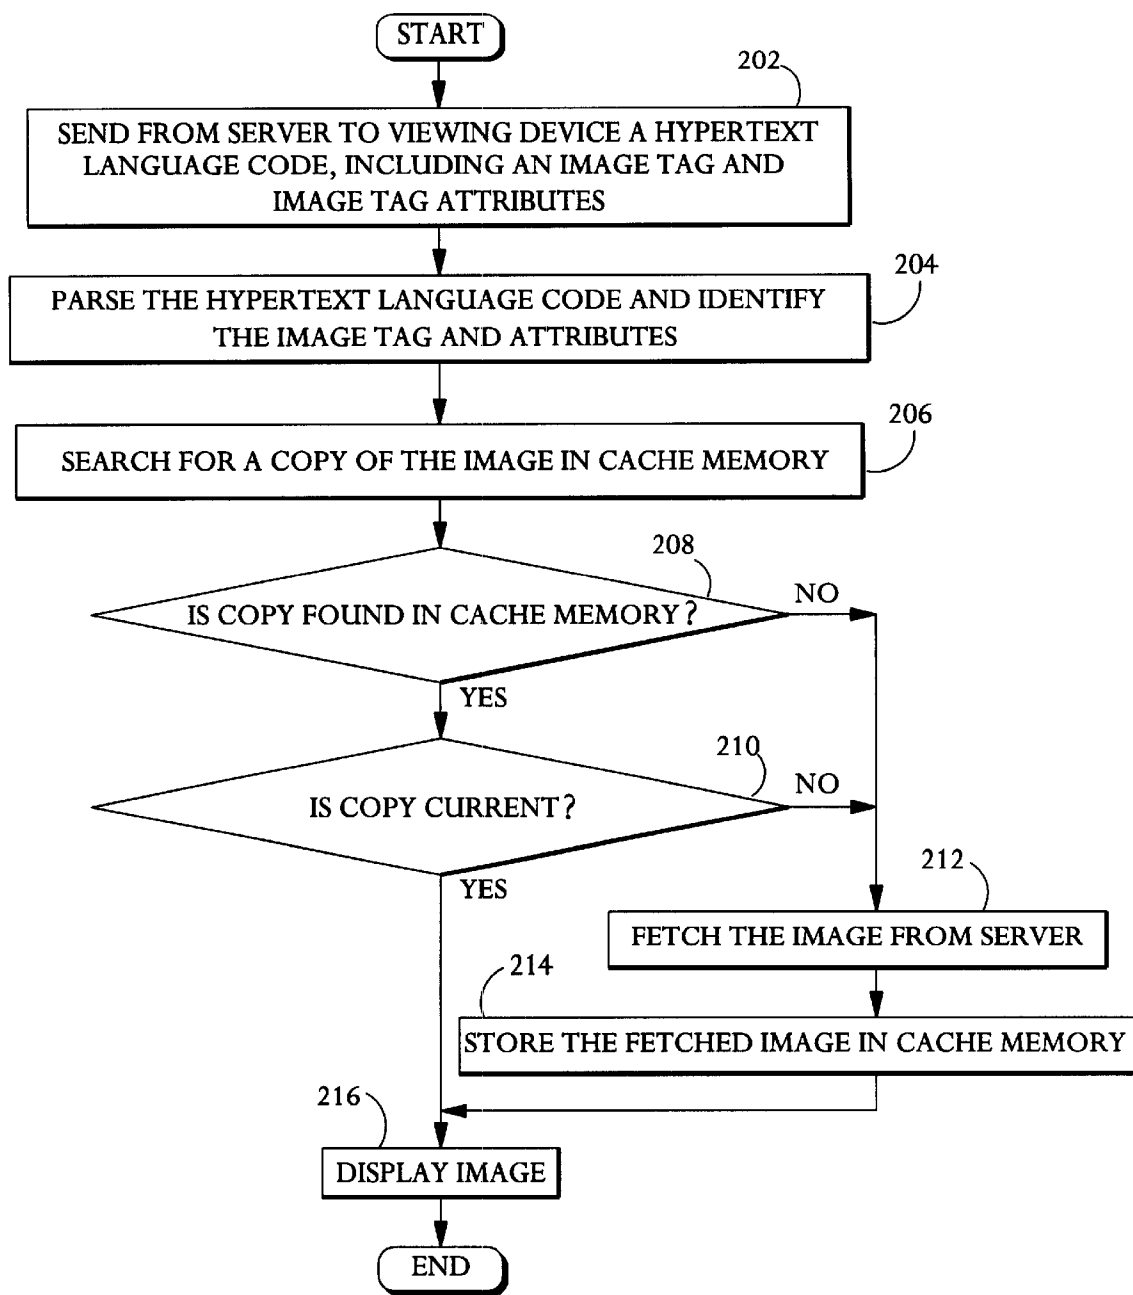 START
202
SEND FROM SERVER TO VIEWING DEVICE A HYPERTEXT
LANGUAGE CODE, INCLUDING AN IMAGE TAG AND
IMAGE TAG ATTRIBUTES
204
PARSE THE HYPERTEXT LANGUAGE CODE AND IDENTIFY
THE IMAGE TAG AND ATTRIBUTES
206
SEARCH FOR A COPY OF THE IMAGE IN CACHE MEMORY
208
IS COPY FOUND IN CACHE MEMORY?
NO
YES
210
IS COPY CURRENT?
NO
YES
212
FETCH THE IMAGE FROM SERVER
214
STORE THE FETCHED IMAGE IN CACHE MEMORY
216
DISPLAY IMAGE
END